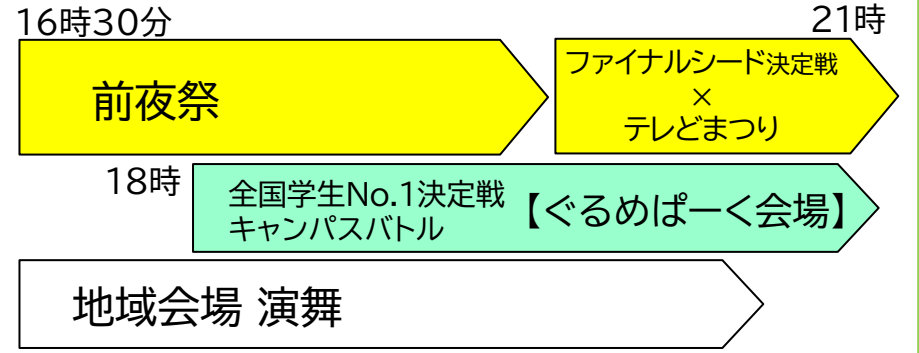 16時30分
21時
前夜祭
ファイナルシード決定戦
×
テレどまつり
18時
全国学生No.1決定戦
キャンパスバトル
【ぐるめぱーく会場】
地域会場 演舞